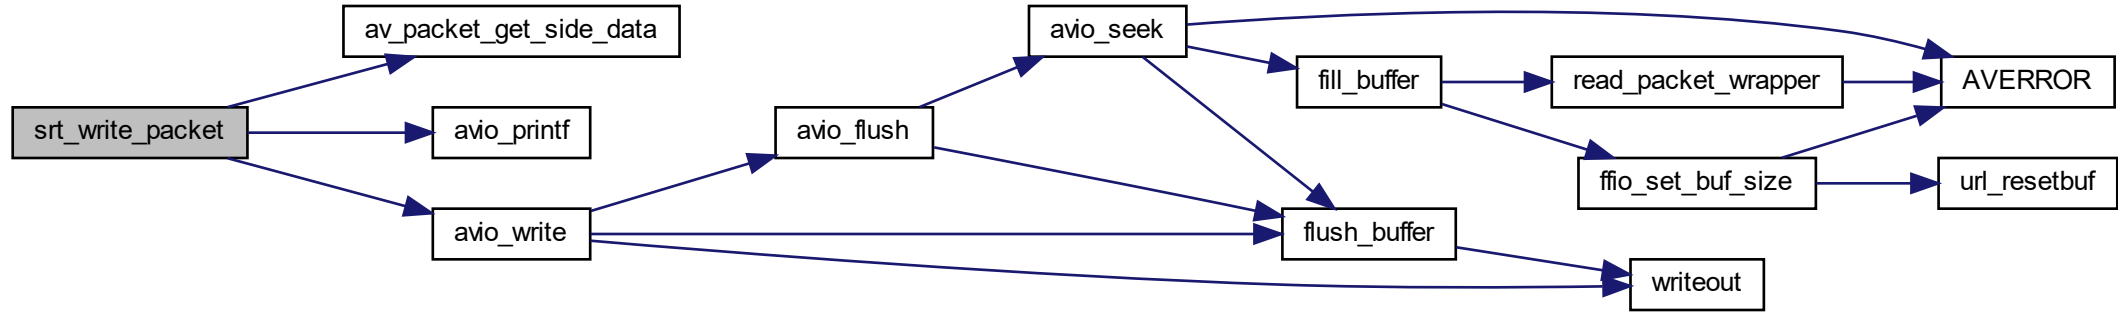 srt_write_packet
av_packet_get_side_data
avio_printf
avio_write
avio_flush
avio_seek
fill_buffer
flush_buffer
read_packet_wrapper
ffio_set_buf_size
writeout
AVERROR
url_resetbuf